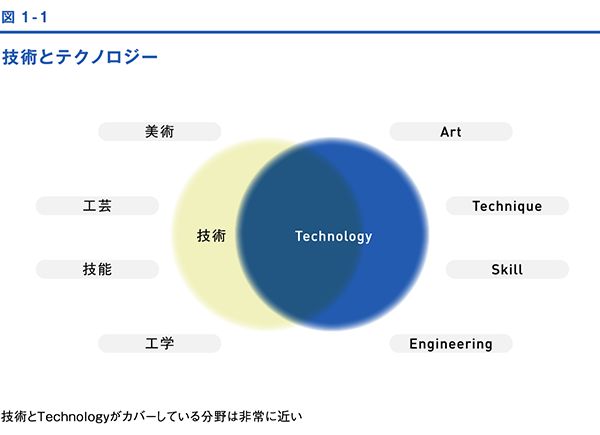 図 1-1
技術とテクノロジー
美術
Art
工芸
Technique
技術
Technology
技能
Skill
工学
Engineering
技術とTechnologyがカバーしている分野は非常に近い